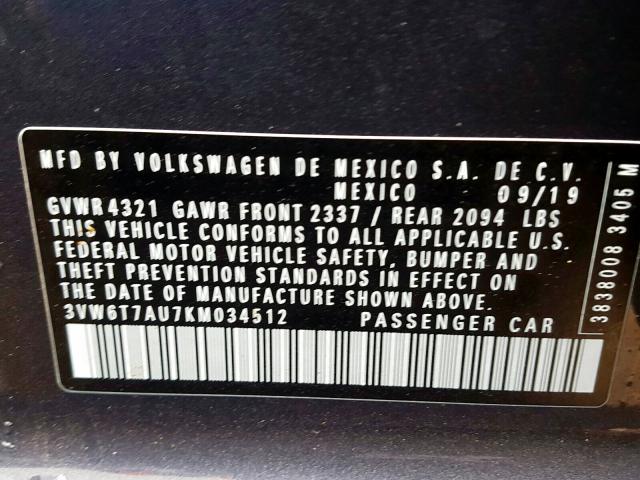 MFD BY VOLKSWAGEN DE MEXICO S.A. DE C.V.
MEXICO 09/19
GVWR 4321 GAWR FRONT 2337 / REAR 2094 LBS
THIS VEHICLE CONFORMS TO ALL APPLICABLE U.S.
FEDERAL MOTOR VEHICLE SAFETY, BUMPER AND
THEFT PREVENTION STANDARDS IN EFFECT ON
THE DATE OF MANUFACTURE SHOWN ABOVE.
3VW6T7AU7KM034512 PASSENGER CAR
3838008 3405 M